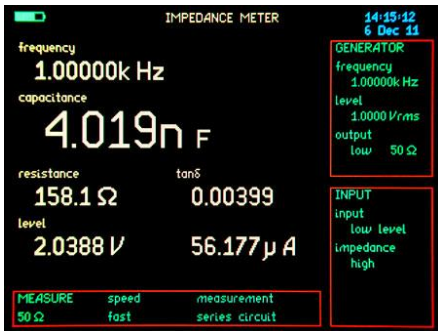 IMPEDANCE METER
14:15:12
6 Dec 11
frequency
1.00000k Hz
capacitance
4.019n F
resistance tanδ
158.1 Ω 0.00399
level
2.0388 V 56.177 µ A
MEASURE speed measurement
50 Ω fast series circuit
GENERATOR
frequency
1.00000k Hz
level
1.0000 Vrms
output
low 50 Ω
INPUT
input
low level
impedance
high